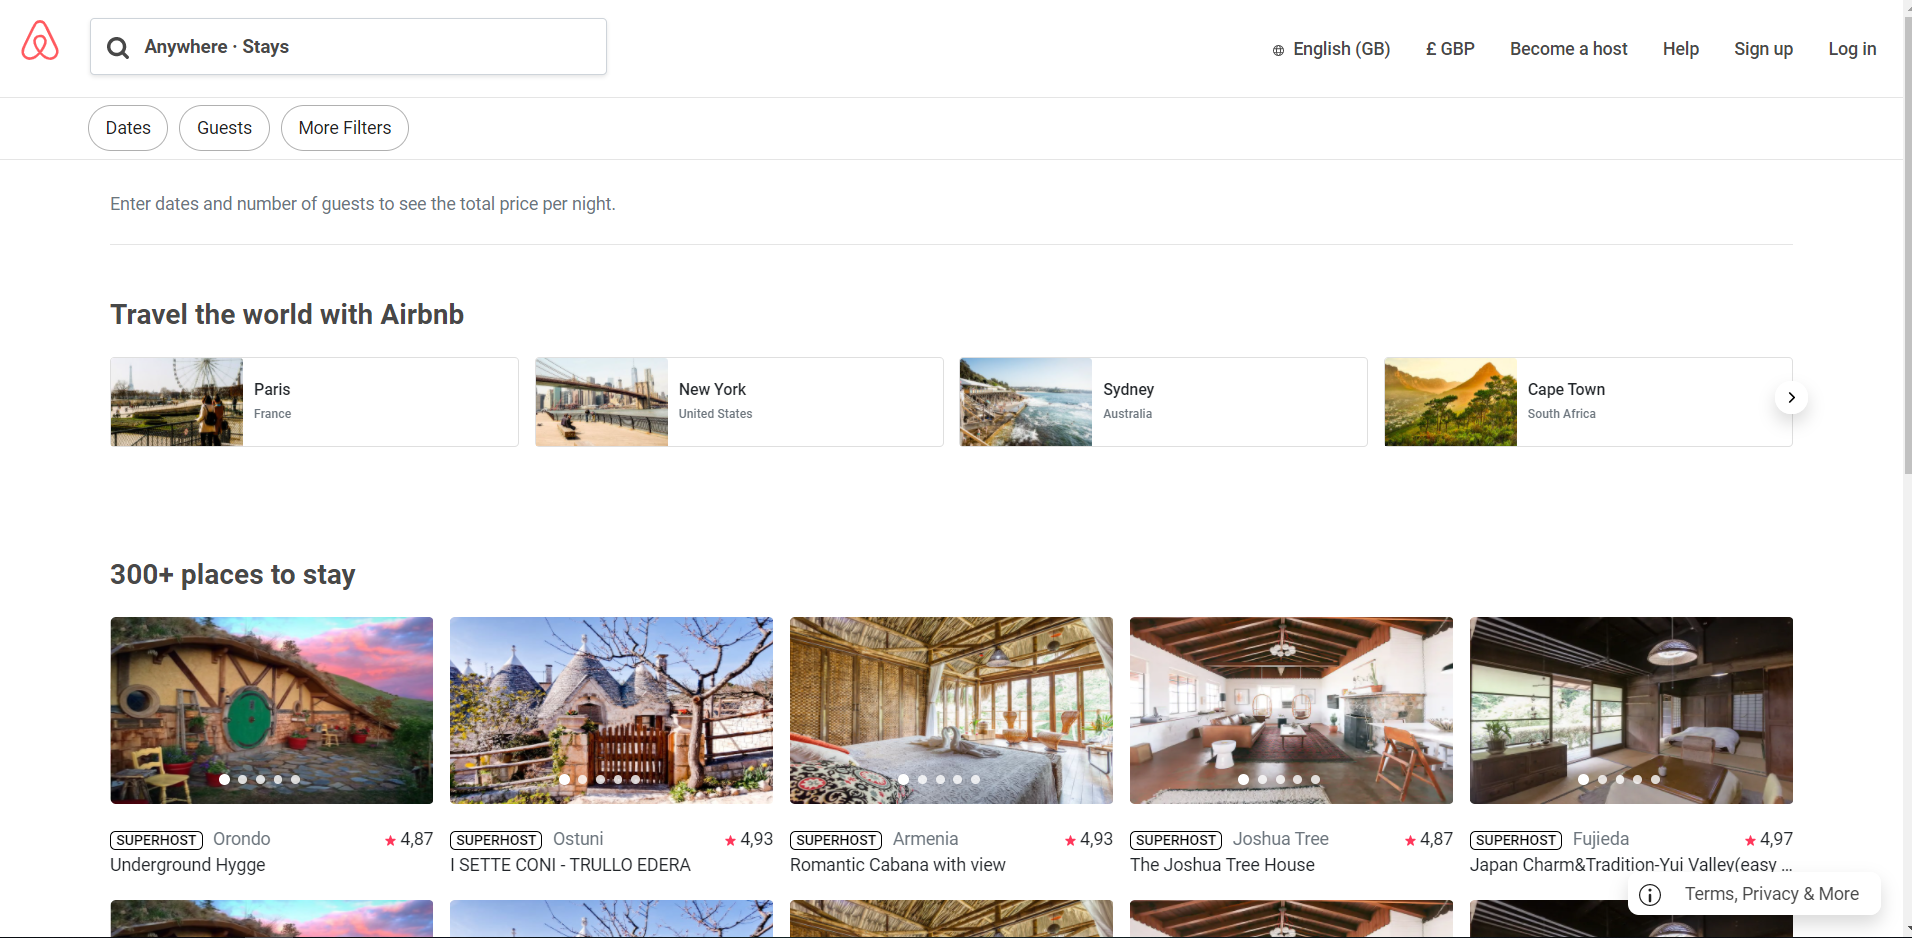 Anywhere · Stays
English (GB)
£ GBP
Become a host
Help
Sign up
Log in
Dates
Guests
More Filters
Enter dates and number of guests to see the total price per night.
Travel the world with Airbnb
Paris
France
New York
United States
Sydney
Australia
Cape Town
South Africa
300+ places to stay
SUPERHOST Orondo 4,87
Underground Hygge
SUPERHOST Ostuni 4,93
I SETTE CONI - TRULLO EDERA
SUPERHOST Armenia 4,93
Romantic Cabana with view
SUPERHOST Joshua Tree 4,87
The Joshua Tree House
SUPERHOST Fujieda 4,97
Japan Charm&Tradition-Yui Valley(easy ...
Terms, Privacy & More